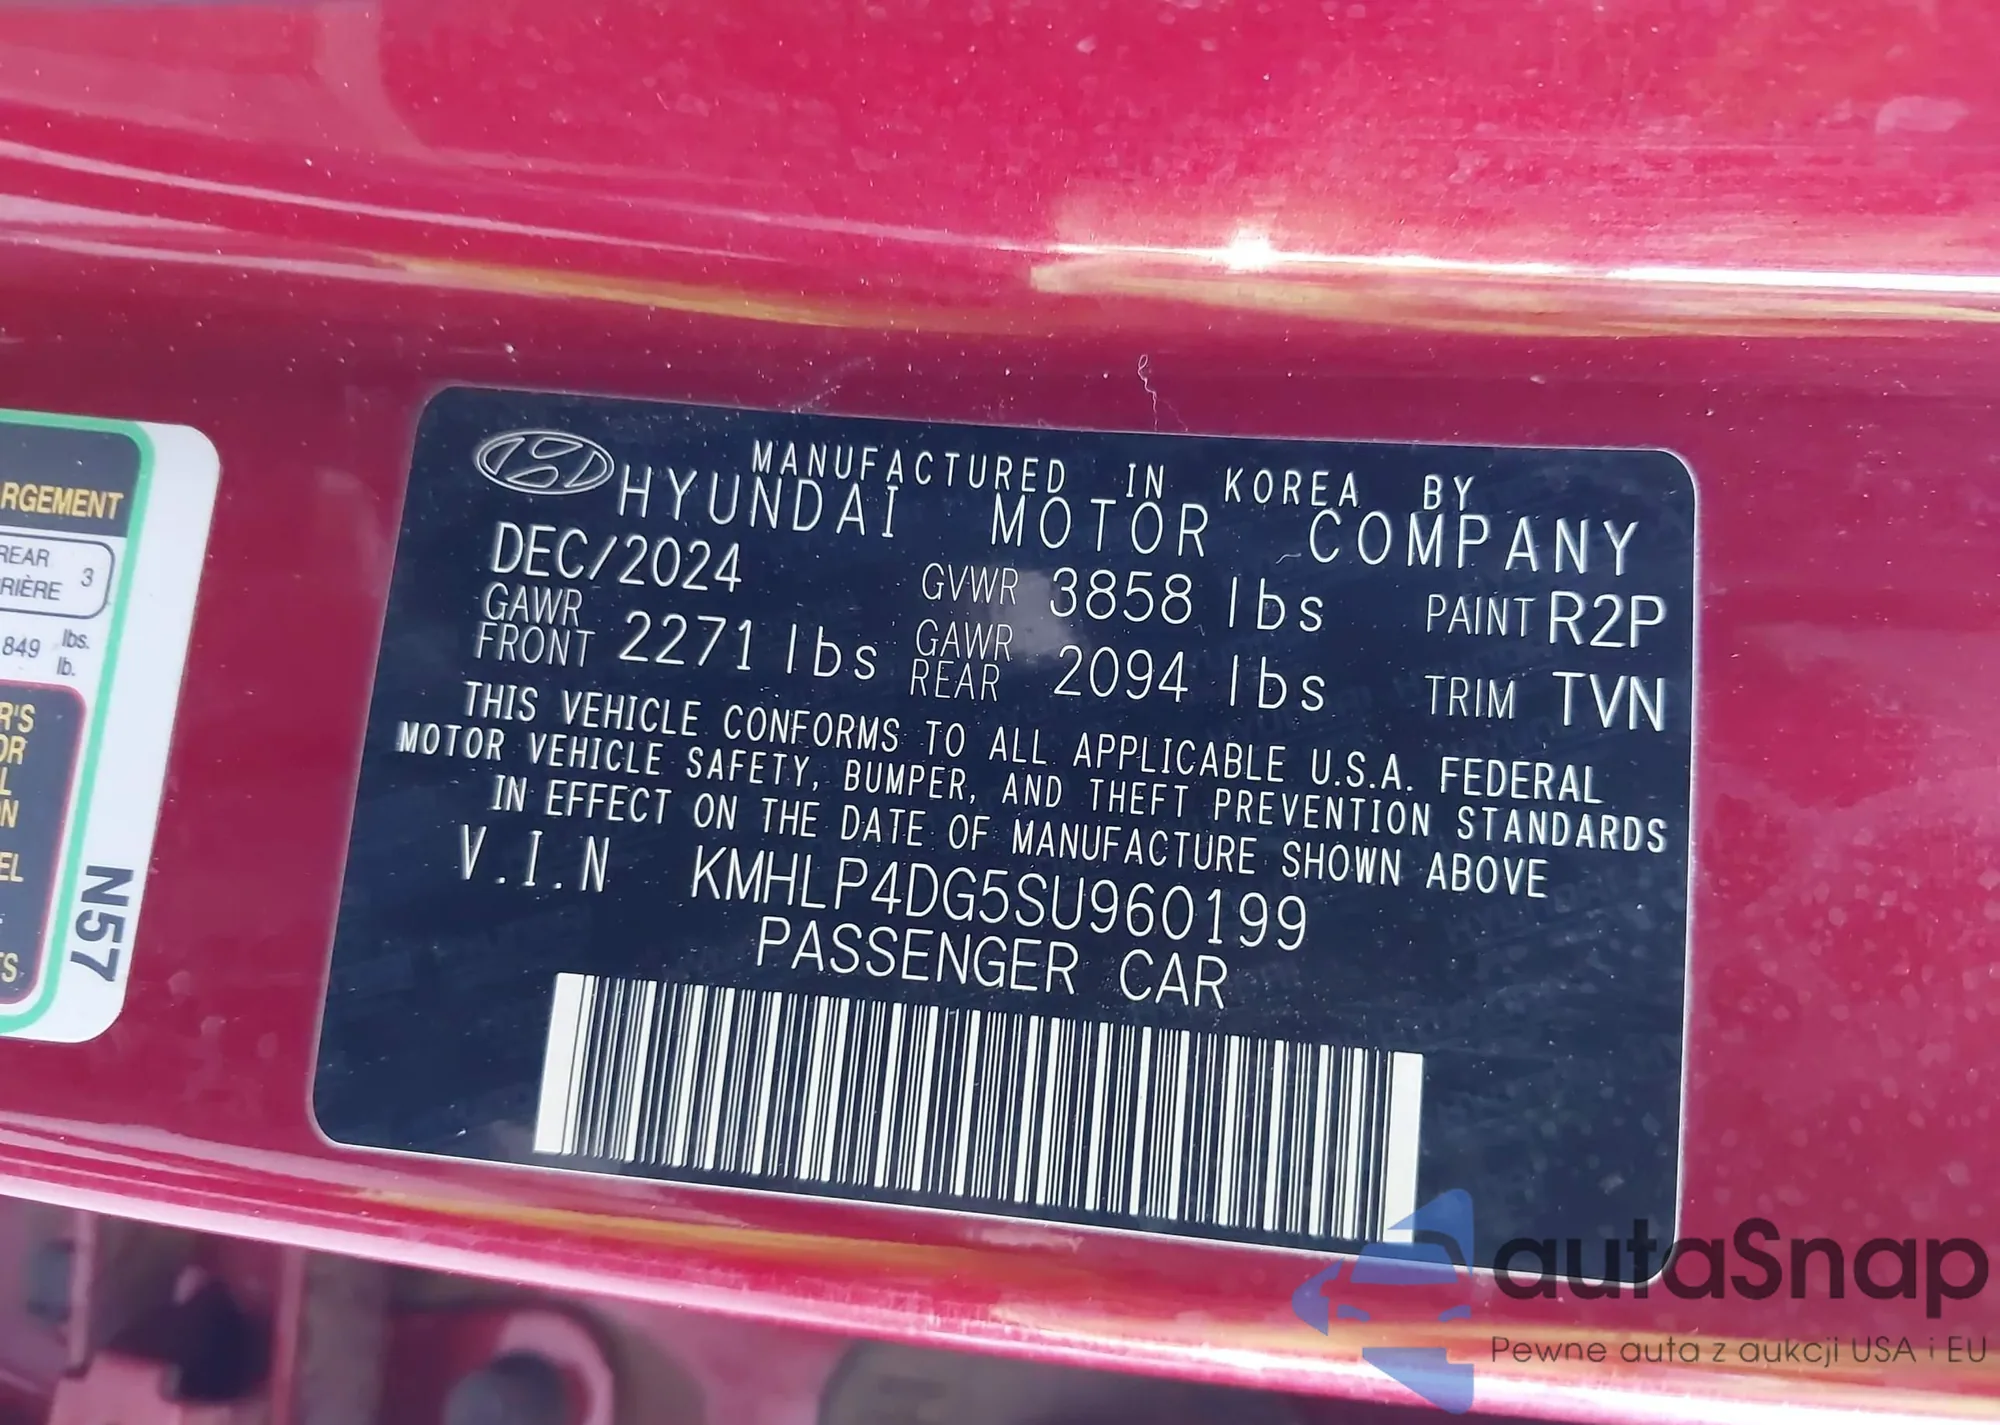 RGEMENT
REAR 3
RIÈRE
849 lbs.
lb.
R'S
OR
L
N
EL
TS
N57
MANUFACTURED IN KOREA BY
HYUNDAI MOTOR COMPANY
DEC/2024 GVWR 3858 lbs PAINT R2P
GAWR FRONT 2271 lbs GAWR REAR 2094 lbs TRIM TVN
THIS VEHICLE CONFORMS TO ALL APPLICABLE U.S.A. FEDERAL
MOTOR VEHICLE SAFETY, BUMPER, AND THEFT PREVENTION STANDARDS
IN EFFECT ON THE DATE OF MANUFACTURE SHOWN ABOVE
V.I.N KMHLP4DG5SU960199
PASSENGER CAR
autaSnap
Pewne auta z aukcji USA i EU